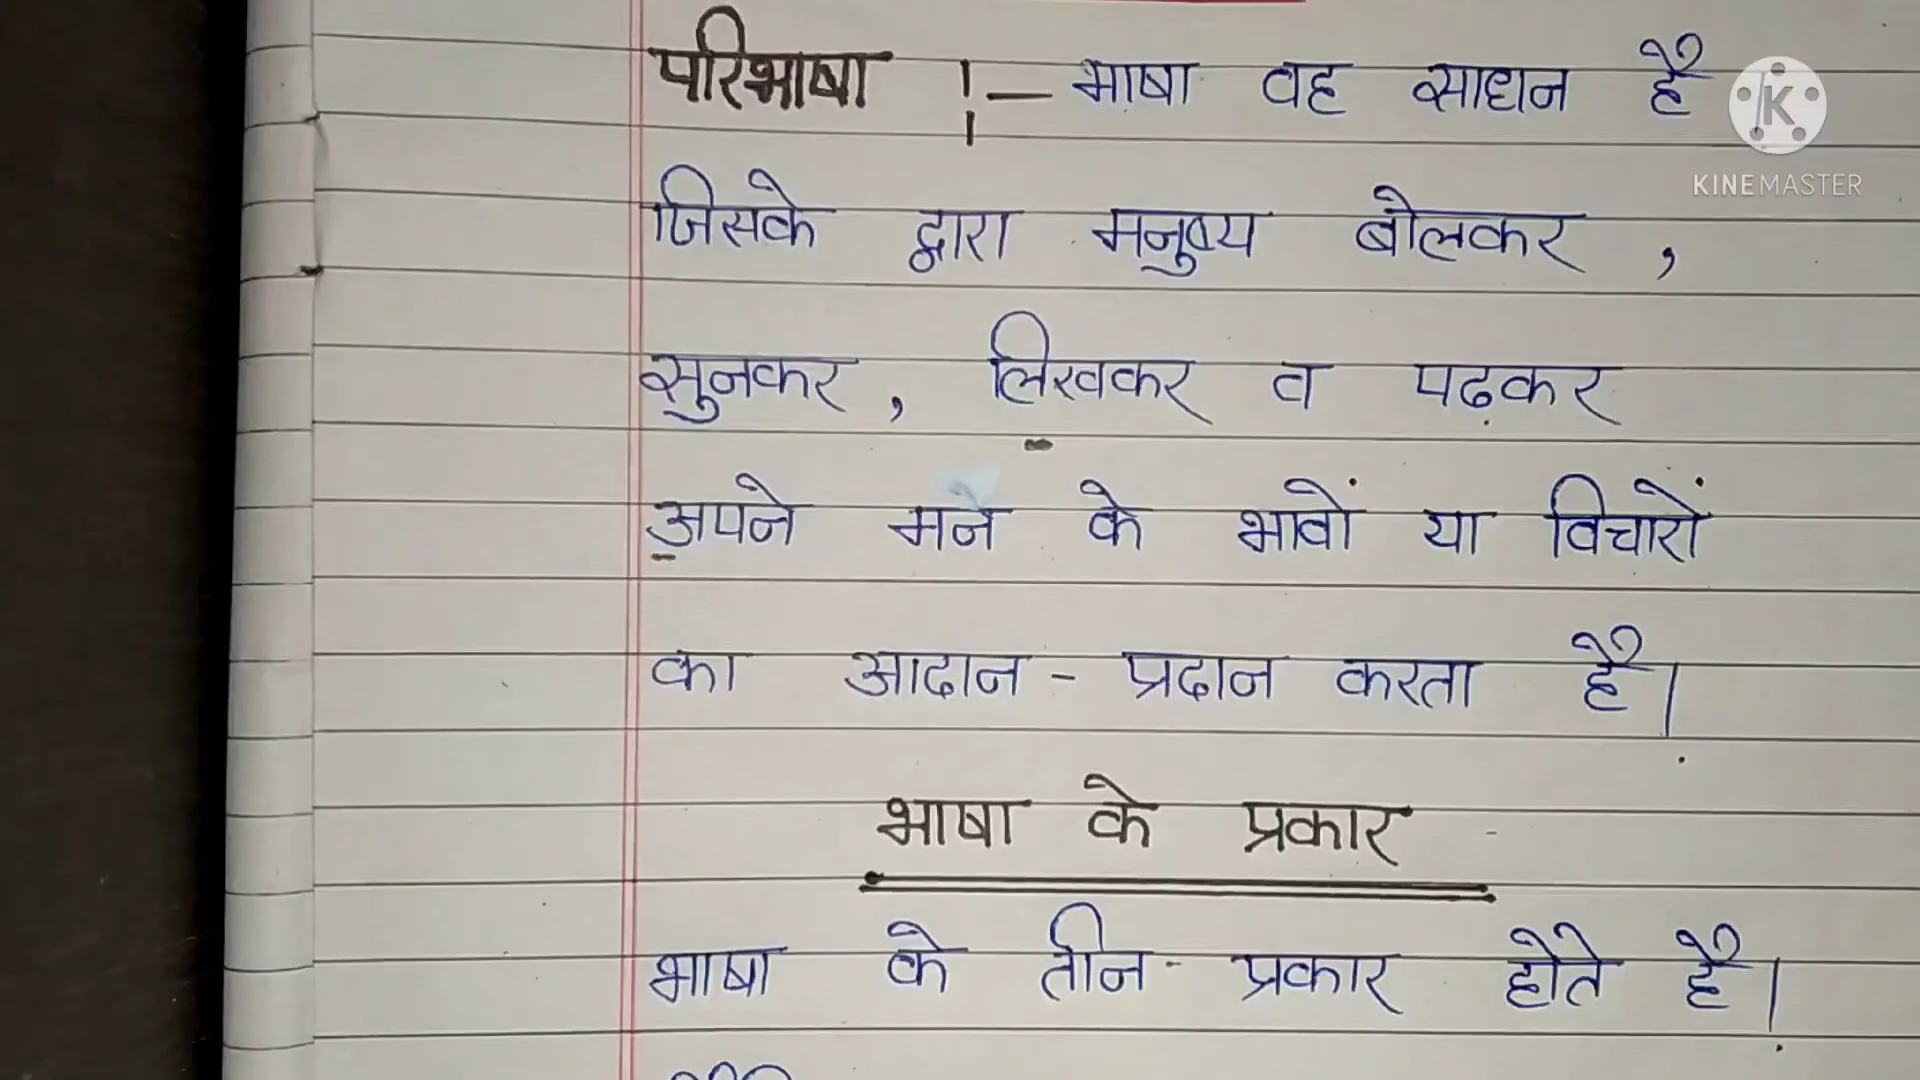 परिभाषा :— भाषा वह साधन है
जिसके द्वारा मनुष्य बोलकर ,
सुनकर , लिखकर व पढ़कर
अपने मन के भावों या विचारों
का आदान - प्रदान करता है।
भाषा के प्रकार
भाषा के तीन प्रकार होते है।
KINEMASTER